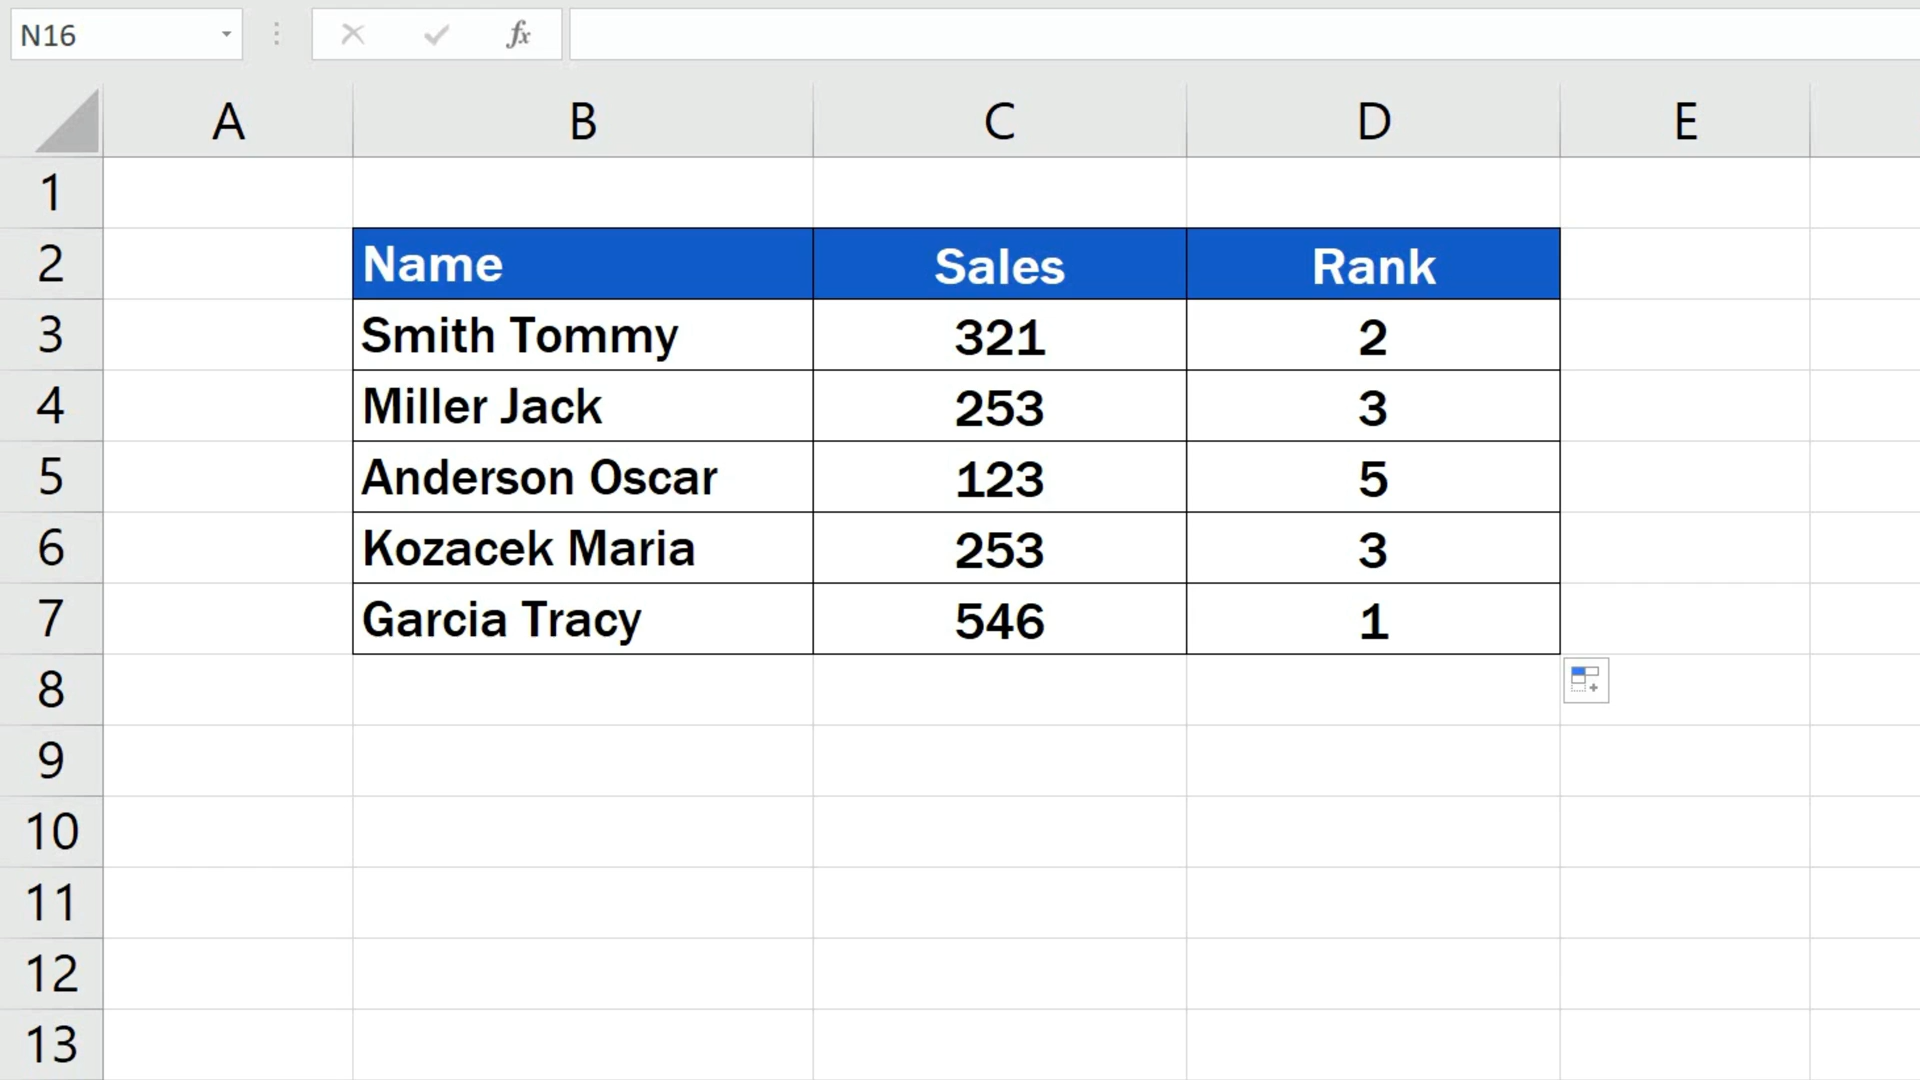 N16 fx
A B C D E
1
2 Name Sales Rank
3 Smith Tommy 321 2
4 Miller Jack 253 3
5 Anderson Oscar 123 5
6 Kozacek Maria 253 3
7 Garcia Tracy 546 1
8
9
10
11
12
13